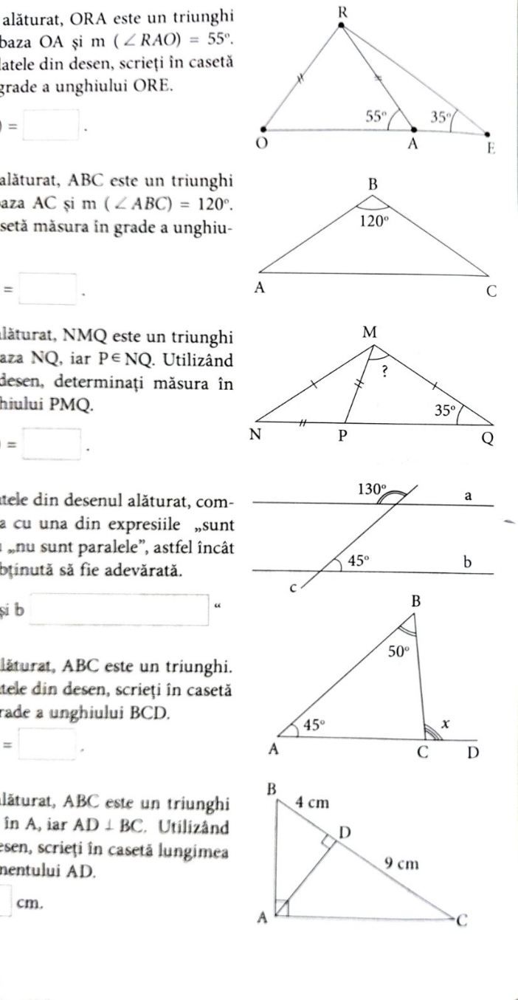 alăturat, ORA este un triunghi
baza OA și m (∠RAO) = 55°.
datele din desen, scrieți în casetă
grade a unghiului ORE.
) = .
R
55°
35°
O
A
E
alăturat, ABC este un triunghi
baza AC și m (∠ABC) = 120°.
setă măsura în grade a unghiu-
= .
B
120°
A
C
alăturat, NMQ este un triunghi
aza NQ, iar P∈NQ. Utilizând
desen, determinați măsura în
hiului PMQ.
) = .
M
?
35°
N
P
Q
tele din desenul alăturat, com-
a cu una din expresiile „sunt
„nu sunt paralele”, astfel încât
bținută să fie adevărată.
și b “
130°
a
45°
b
c
lăturat, ABC este un triunghi.
tele din desen, scrieți în casetă
rade a unghiului BCD.
= .
B
50°
45°
x
A
C
D
lăturat, ABC este un triunghi
în A, iar AD ⊥ BC. Utilizând
esen, scrieți în casetă lungimea
mentului AD.
cm.
B
4 cm
D
9 cm
A
C